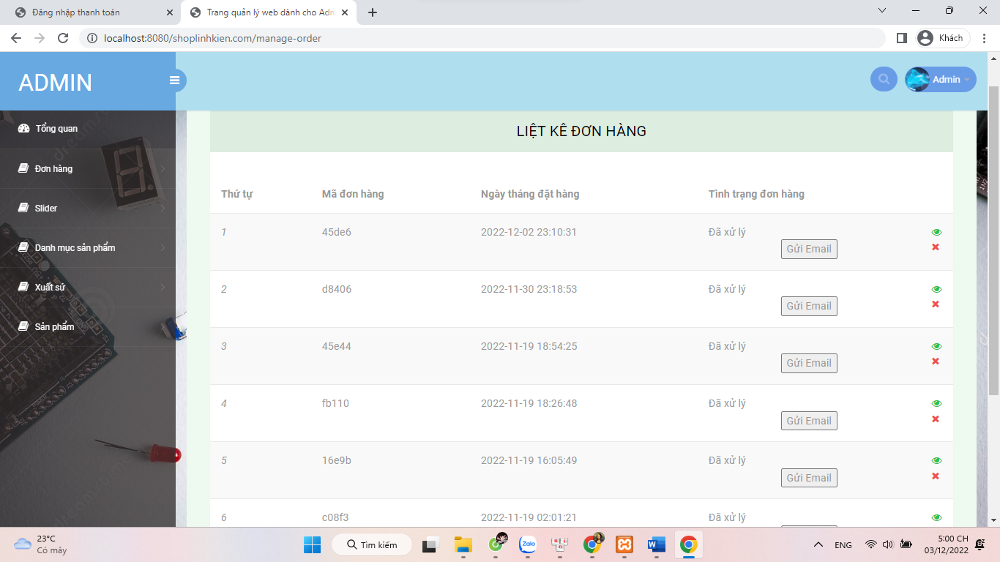 Đăng nhập thanh toán
Trang quản lý web dành cho Adm
localhost:8080/shoplinhkien.com/manage-order
Khách
ADMIN
Admin
Tổng quan
Đơn hàng
Slider
Danh mục sản phẩm
Xuất sứ
Sản phẩm
LIỆT KÊ ĐƠN HÀNG
Thứ tự Mã đơn hàng Ngày tháng đặt hàng Tình trạng đơn hàng
1 45de6 2022-12-02 23:10:31 Đã xử lý
Gửi Email
2 d8406 2022-11-30 23:18:53 Đã xử lý
Gửi Email
3 45e44 2022-11-19 18:54:25 Đã xử lý
Gửi Email
4 fb110 2022-11-19 18:26:48 Đã xử lý
Gửi Email
5 16e9b 2022-11-19 16:05:49 Đã xử lý
Gửi Email
6 c08f3 2022-11-19 02:01:21 Đã xử lý
23°C
Có mây
Tìm kiếm
Zalo
ENG
5:00 CH
03/12/2022